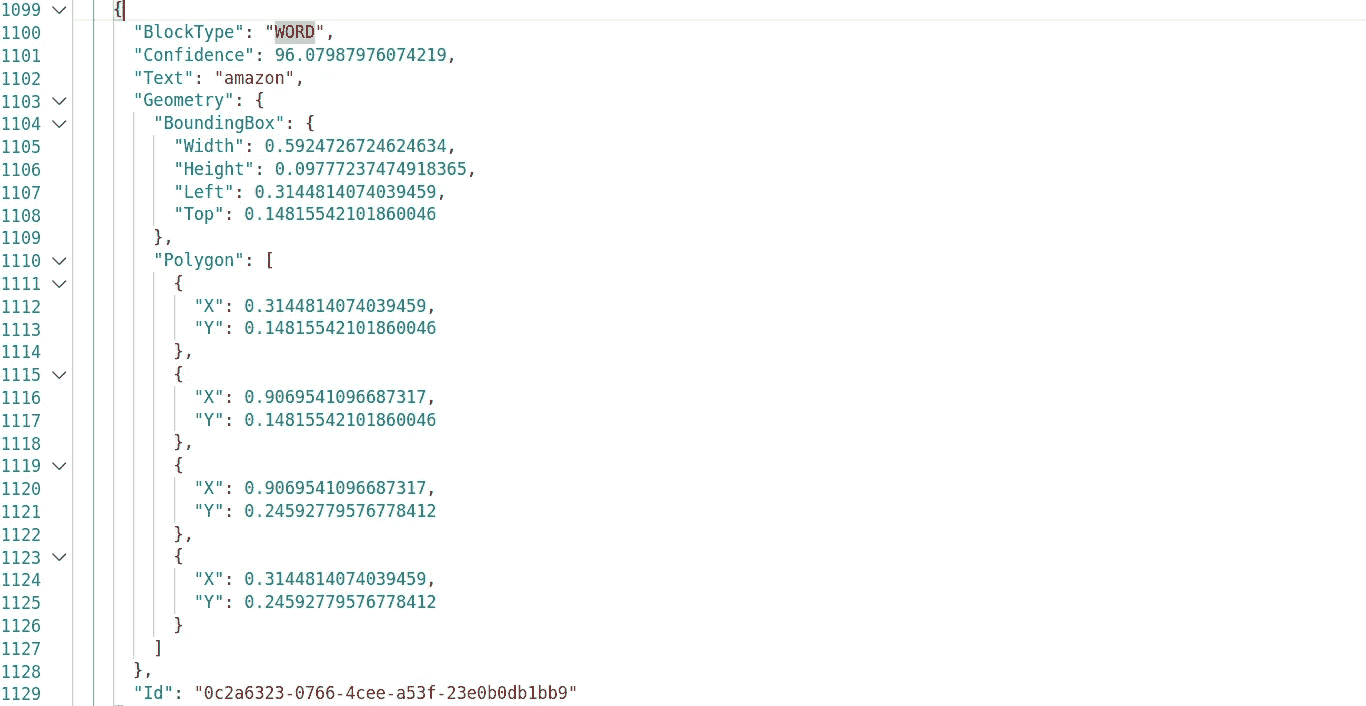 1099 {
1100 "BlockType": "WORD",
1101 "Confidence": 96.07987976074219,
1102 "Text": "amazon",
1103 "Geometry": {
1104 "BoundingBox": {
1105 "Width": 0.5924726724624634,
1106 "Height": 0.09777237474918365,
1107 "Left": 0.3144814074039459,
1108 "Top": 0.14815542101860046
1109 },
1110 "Polygon": [
1111 {
1112 "X": 0.3144814074039459,
1113 "Y": 0.14815542101860046
1114 },
1115 {
1116 "X": 0.9069541096687317,
1117 "Y": 0.14815542101860046
1118 },
1119 {
1120 "X": 0.9069541096687317,
1121 "Y": 0.24592779576778412
1122 },
1123 {
1124 "X": 0.3144814074039459,
1125 "Y": 0.24592779576778412
1126 }
1127 ]
1128 },
1129 "Id": "0c2a6323-0766-4cee-a53f-23e0b0db1bb9"